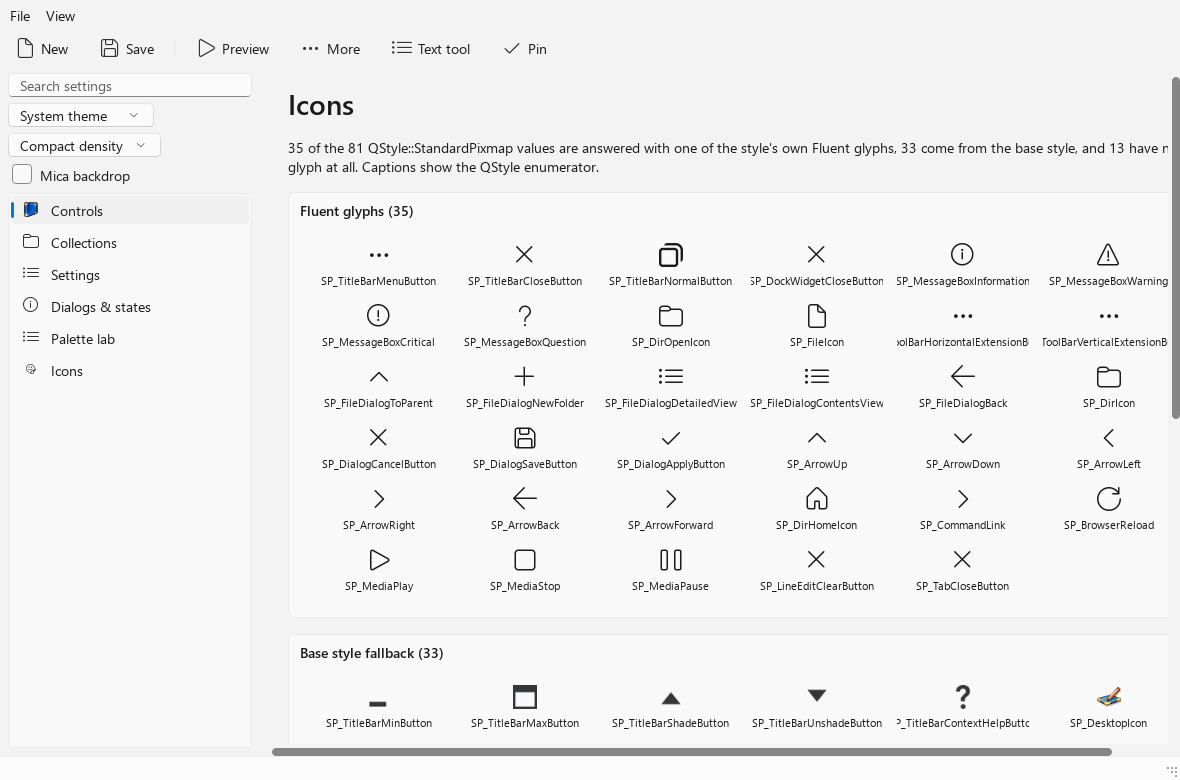 File View
New Save Preview More Text tool Pin
Search settings
System theme
Compact density
Mica backdrop
Controls
Collections
Settings
Dialogs & states
Palette lab
Icons
Icons
35 of the 81 QStyle::StandardPixmap values are answered with one of the style's own Fluent glyphs, 33 come from the base style, and 13 have
glyph at all. Captions show the QStyle enumerator.
Fluent glyphs (35)
SP_TitleBarMenuButton SP_TitleBarCloseButton SP_TitleBarNormalButton SP_DockWidgetCloseButton SP_MessageBoxInformation SP_MessageBoxWarning
SP_MessageBoxCritical SP_MessageBoxQuestion SP_DirOpenIcon SP_FileIcon oolBarHorizontalExtensionB ToolBarVerticalExtensionB
SP_FileDialogToParent SP_FileDialogNewFolder SP_FileDialogDetailedView SP_FileDialogContentsView SP_FileDialogBack SP_DirIcon
SP_DialogCancelButton SP_DialogSaveButton SP_DialogApplyButton SP_ArrowUp SP_ArrowDown SP_ArrowLeft
SP_ArrowRight SP_ArrowBack SP_ArrowForward SP_DirHomeIcon SP_CommandLink SP_BrowserReload
SP_MediaPlay SP_MediaStop SP_MediaPause SP_LineEditClearButton SP_TabCloseButton
Base style fallback (33)
SP_TitleBarMinButton SP_TitleBarMaxButton SP_TitleBarShadeButton SP_TitleBarUnshadeButton P_TitleBarContextHelpButtc SP_DesktopIcon